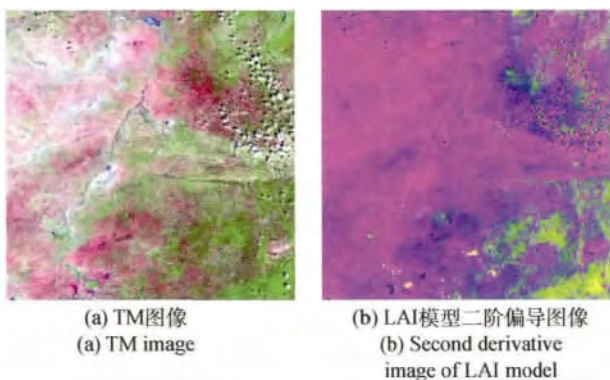 (a) TM图像
(a) TM image
(b) LAI模型二阶偏导图像
(b) Second derivative
image of LAI model